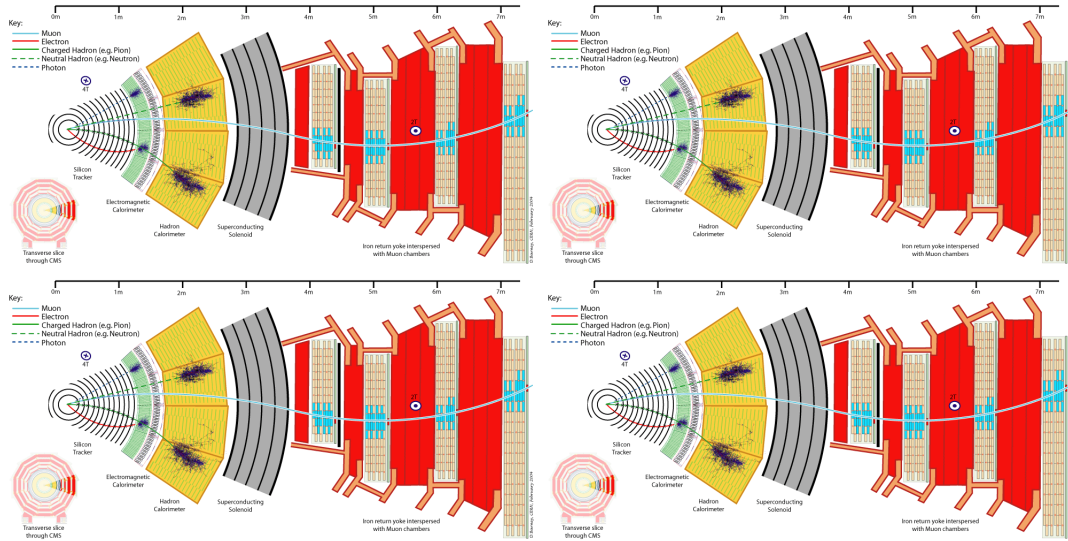 0m 1m 2m 3m 4m 5m 6m 7m
Key:
Muon
Electron
Charged Hadron (e.g. Pion)
Neutral Hadron (e.g. Neutron)
Photon
4T
2T
Silicon
Tracker
Electromagnetic
Calorimeter
Hadron
Calorimeter
Superconducting
Solenoid
Iron return yoke interspersed
with Muon chambers
Transverse slice
through CMS
D Barney, CERN, February 2004
0m 1m 2m 3m 4m 5m 6m 7m
Key:
Muon
Electron
Charged Hadron (e.g. Pion)
Neutral Hadron (e.g. Neutron)
Photon
4T
2T
Silicon
Tracker
Electromagnetic
Calorimeter
Hadron
Calorimeter
Superconducting
Solenoid
Iron return yoke interspersed
with Muon chambers
Transverse slice
through CMS
0m 1m 2m 3m 4m 5m 6m 7m
Key:
Muon
Electron
Charged Hadron (e.g. Pion)
Neutral Hadron (e.g. Neutron)
Photon
4T
2T
Silicon
Tracker
Electromagnetic
Calorimeter
Hadron
Calorimeter
Superconducting
Solenoid
Iron return yoke interspersed
with Muon chambers
Transverse slice
through CMS
D Barney, CERN, February 2004
0m 1m 2m 3m 4m 5m 6m 7m
Key:
Muon
Electron
Charged Hadron (e.g. Pion)
Neutral Hadron (e.g. Neutron)
Photon
4T
2T
Silicon
Tracker
Electromagnetic
Calorimeter
Hadron
Calorimeter
Superconducting
Solenoid
Iron return yoke interspersed
with Muon chambers
Transverse slice
through CMS